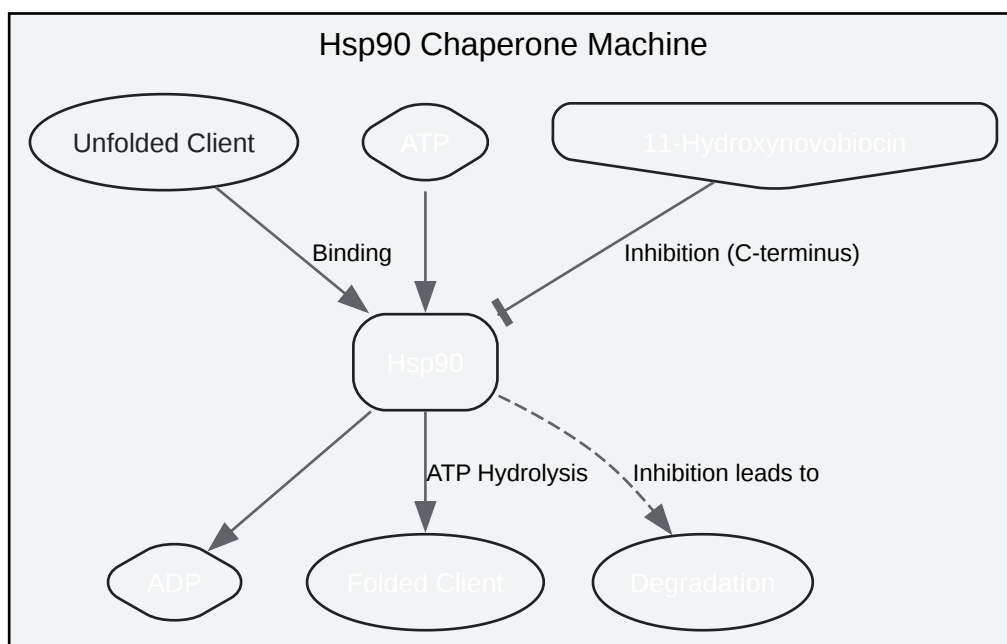 Hsp90 Chaperone Machine
Unfolded Client
ATP
11-Hydroxynovobiocin
Binding
Inhibition (C-terminus)
Hsp90
ATP Hydrolysis
Inhibition leads to
ADP
Folded Client
Degradation